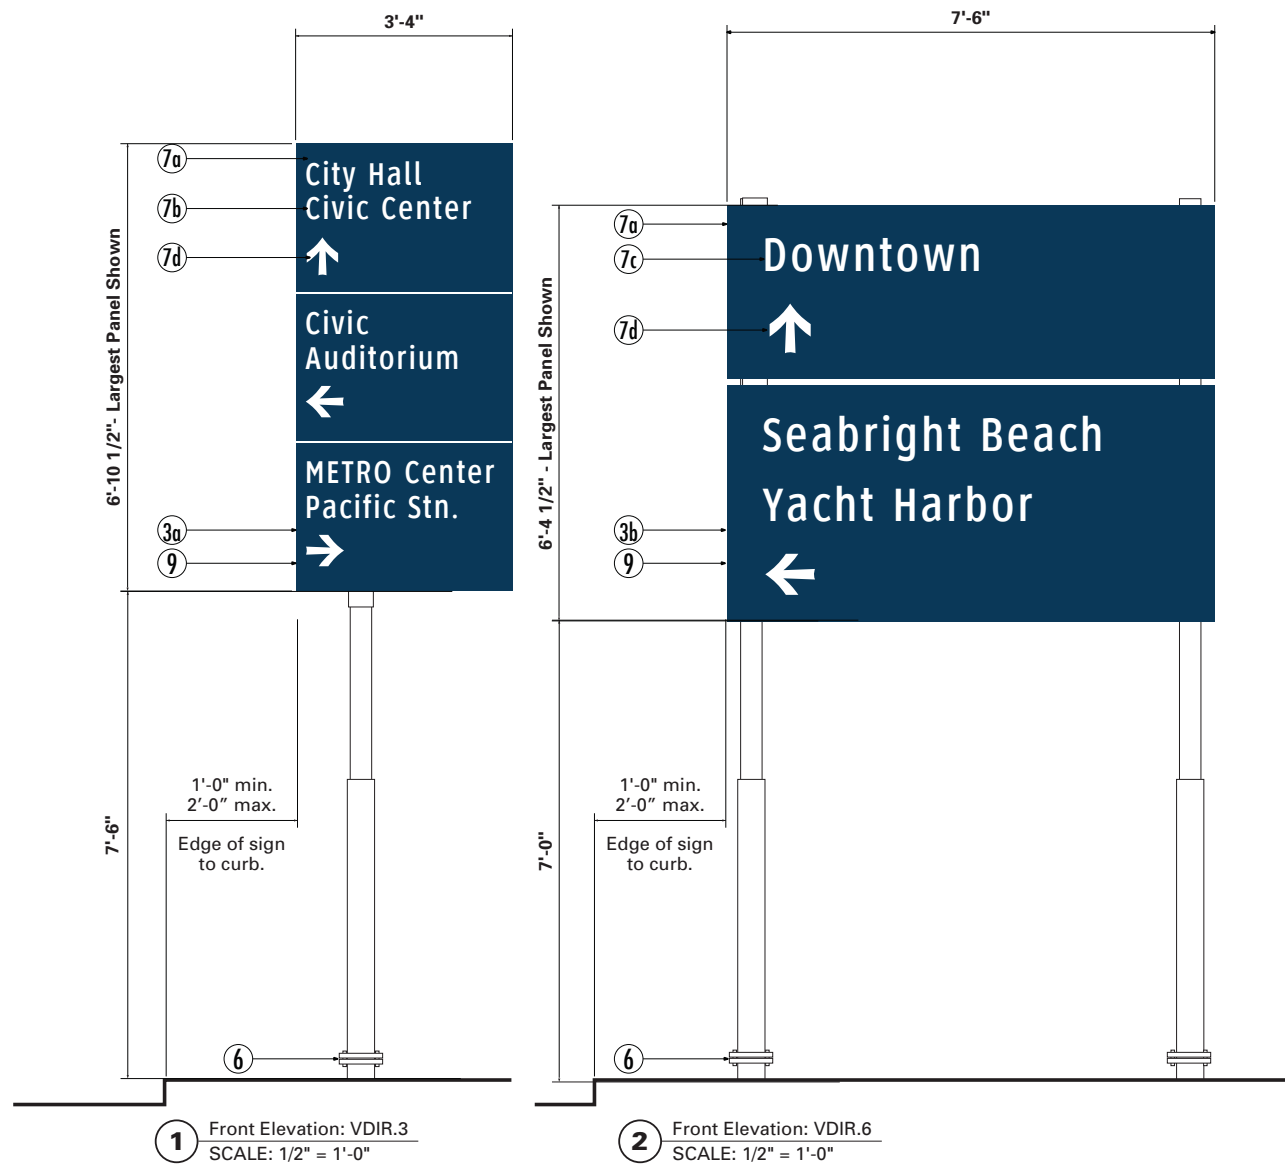 3'-4"
7'-6"
7a
City Hall
7b
Civic Center
7d
Civic
Auditorium
METRO Center
Pacific Stn.
3a
9
6'-10 1/2"- Largest Panel Shown
1'-0" min.
2’-0” max.
Edge of sign
to curb.
7'-6"
6
1
Front Elevation: VDIR.3
SCALE: 1/2" = 1'-0"
7a
7c
Downtown
7d
Seabright Beach
Yacht Harbor
3b
9
6'-4 1/2" - Largest Panel Shown
1'-0" min.
2’-0” max.
Edge of sign
to curb.
7'-0"
6
2
Front Elevation: VDIR.6
SCALE: 1/2" = 1'-0"